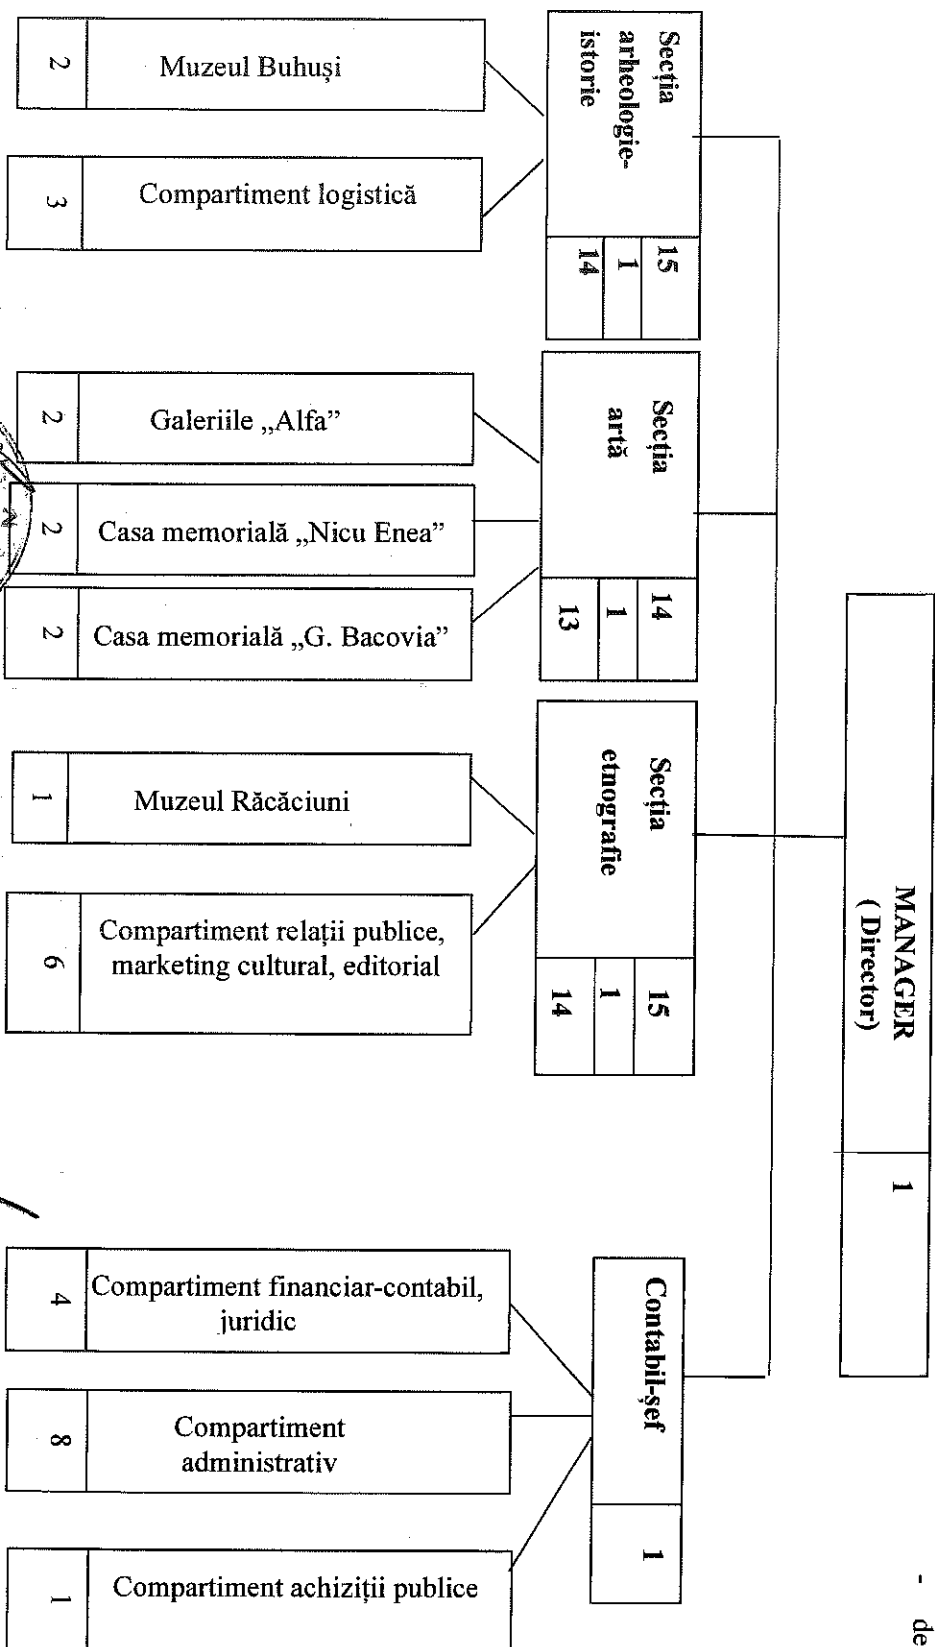 MANAGER
( Director)
1
Secția
arheologie-
istorie
15
1
14
Secția
artă
14
1
13
Secția
etnografie
15
1
14
Contabil-șef
1
Muzeul Buhuși
2
Compartiment logistică
3
Galeriile „Alfa”
2
Casa memorială „Nicu Enea”
2
Casa memorială „G. Bacovia”
2
Muzeul Răcăciuni
1
Compartiment relații publice,
marketing cultural, editorial
6
Compartiment financiar-contabil,
juridic
4
Compartiment
administrativ
8
Compartiment achiziții publice
1
- de